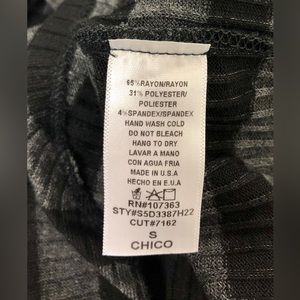 65%RAYON/RAYON
31% POLYESTER/
POLIESTER
4%SPANDEX/SPANDEX
HAND WASH COLD
DO NOT BLEACH
HANG TO DRY
LAVAR A MANO
CON AGUA FRIA
MADE IN U.S.A
HECHO EN E.U.A
RN#107363
STY#S5D3387H22
CUT#7162
S
CHICO